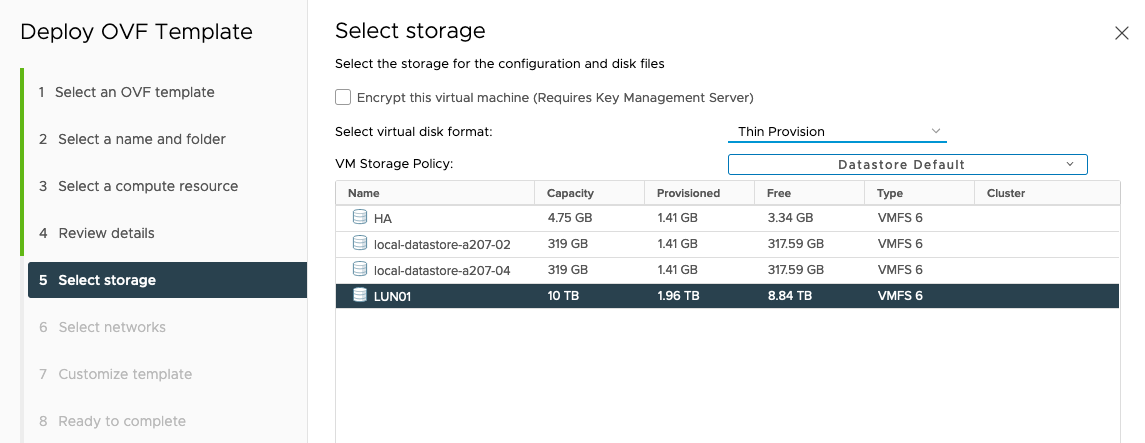 Deploy OVF Template
1 Select an OVF template
2 Select a name and folder
3 Select a compute resource
4 Review details
5 Select storage
6 Select networks
7 Customize template
8 Ready to complete
Select storage
Select the storage for the configuration and disk files
Encrypt this virtual machine (Requires Key Management Server)
Select virtual disk format: Thin Provision
VM Storage Policy: Datastore Default
Name Capacity Provisioned Free Type Cluster
HA 4.75 GB 1.41 GB 3.34 GB VMFS 6
local-datastore-a207-02 319 GB 1.41 GB 317.59 GB VMFS 6
local-datastore-a207-04 319 GB 1.41 GB 317.59 GB VMFS 6
LUN01 10 TB 1.96 TB 8.84 TB VMFS 6